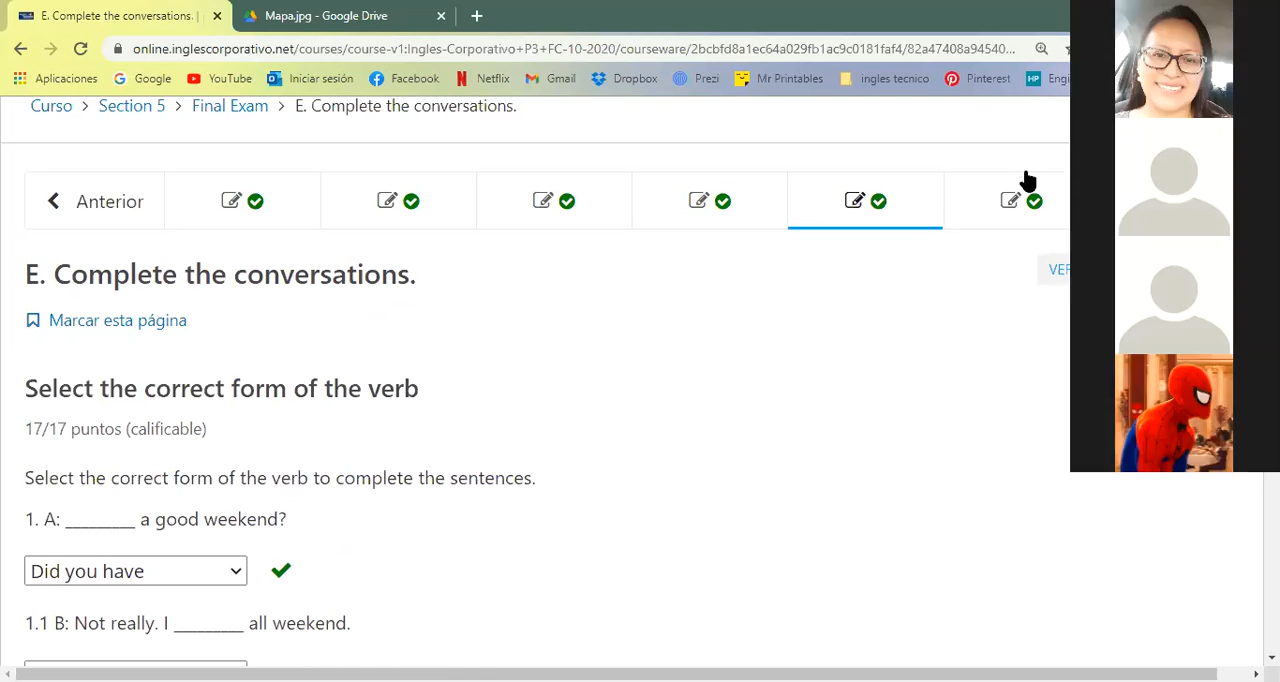 E. Complete the conversations. |
Mapa.jpg - Google Drive
online.inglescorporativo.net/courses/course-v1:Ingles-Corporativo+P3+FC-10-2020/courseware/2bcbfd8a1ec64a029fb1ac9c0181faf4/82a47408a94540...
Aplicaciones Google YouTube Iniciar sesión Facebook Netflix Gmail Dropbox Prezi Mr Printables ingles tecnico Pinterest HP Engi
Curso > Section 5 > Final Exam > E. Complete the conversations.
Anterior
E. Complete the conversations.
VER
Marcar esta página
Select the correct form of the verb
17/17 puntos (calificable)
Select the correct form of the verb to complete the sentences.
1. A: ________ a good weekend?
Did you have
1.1 B: Not really. I ________ all weekend.